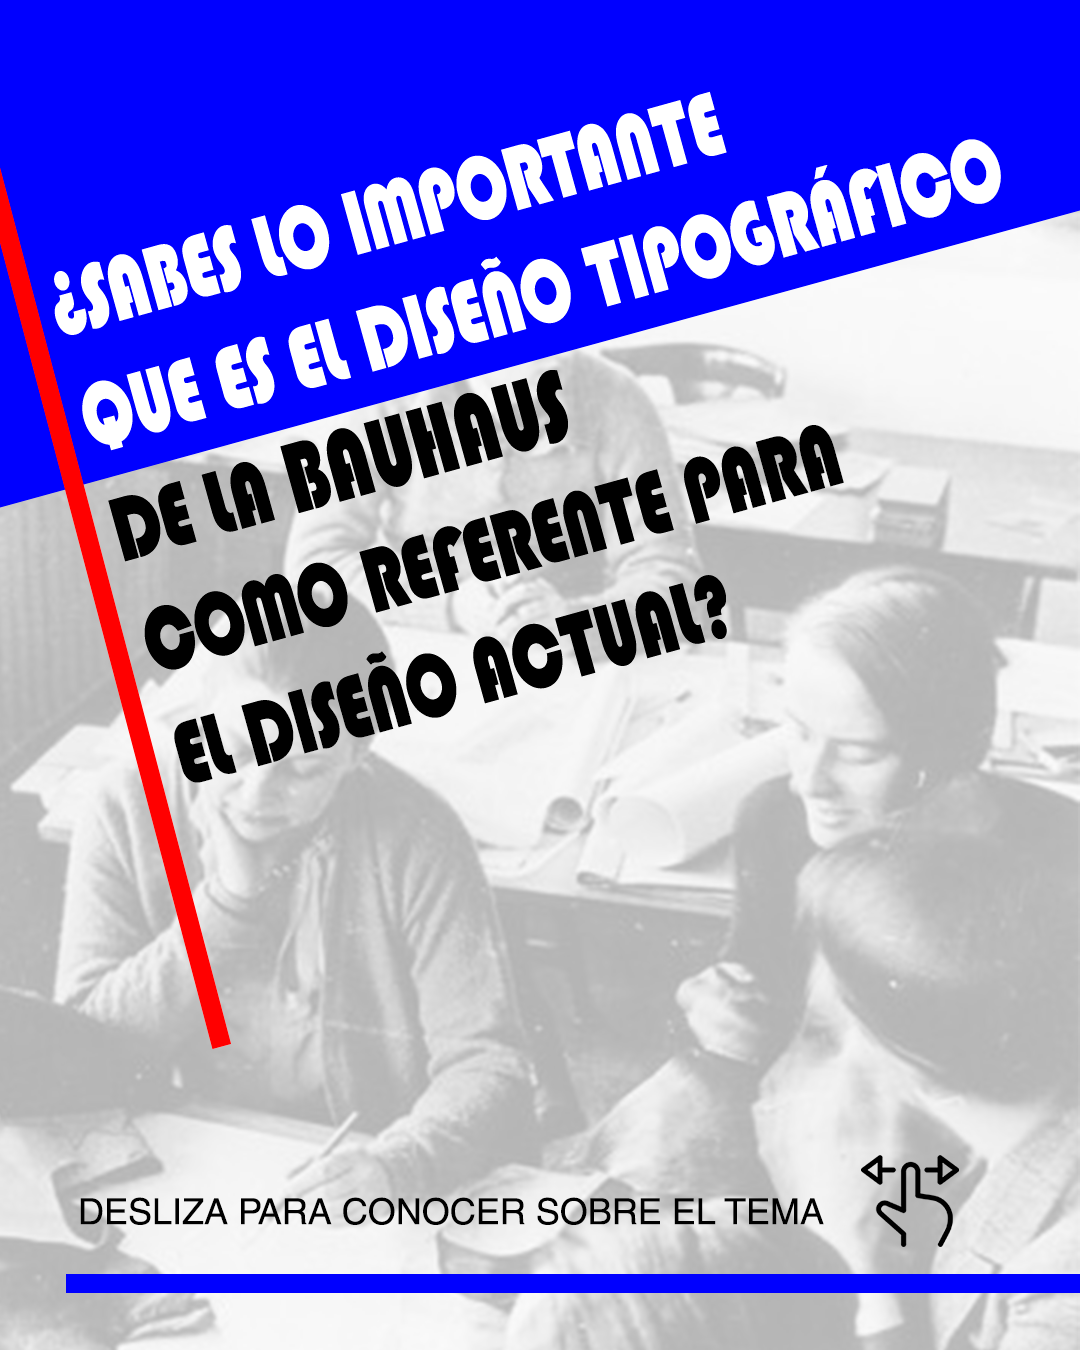 ¿SABES LO IMPORTANTE
QUE ES EL DISEÑO TIPOGRÁFICO
DE LA BAUHAUS
COMO REFERENTE PARA
EL DISEÑO ACTUAL?
DESLIZA PARA CONOCER SOBRE EL TEMA